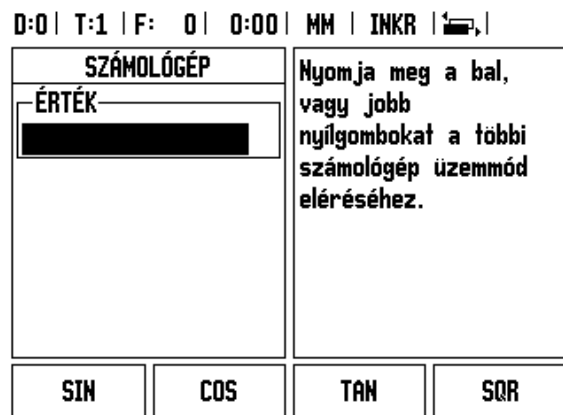 D:0 | T:1 | F: 0 | 0:00 | MM | INKR |
SZÁMOLÓGÉP
ÉRTÉK
Nyomja meg a bal,
vagy jobb
nyílgombokat a többi
számológép üzemmód
eléréséhez.
SIN
COS
TAN
SQR